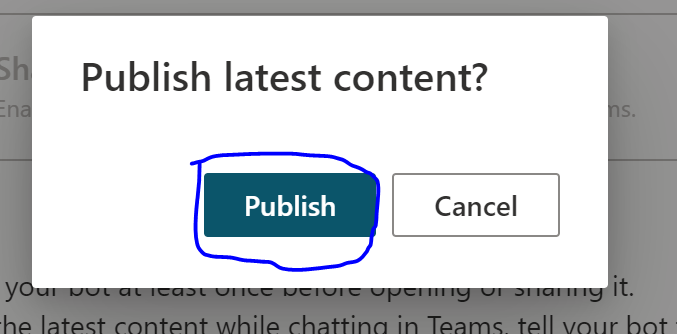 Sh
Publish latest content?
Ena
ms.
Publish
Cancel
your bot at least once before opening or sharing it.
the latest content while chatting in Teams, tell your bot